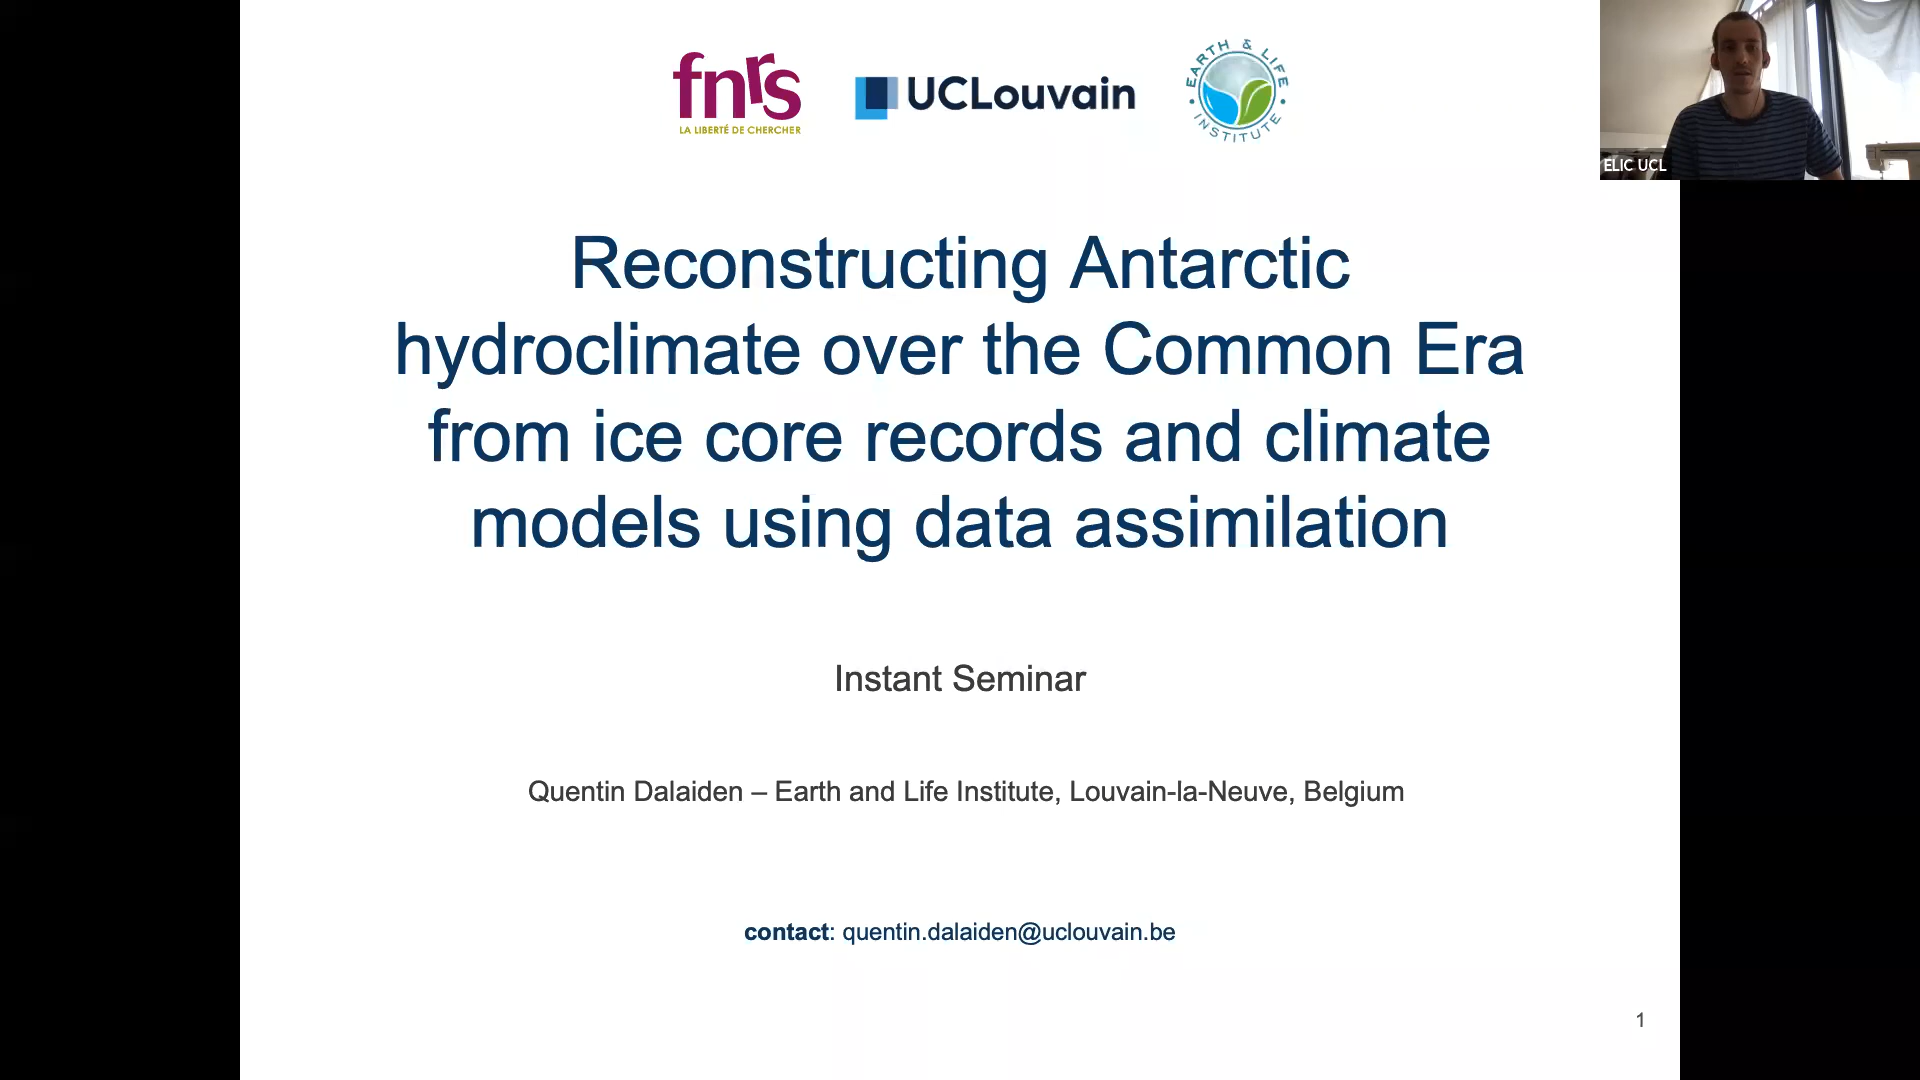 fnrs
LA LIBERTÉ DE CHERCHER
UCLouvain
EARTH & LIFE
INSTITUTE
ELIC UCL
Reconstructing Antarctic
hydroclimate over the Common Era
from ice core records and climate
models using data assimilation
Instant Seminar
Quentin Dalaiden – Earth and Life Institute, Louvain-la-Neuve, Belgium
contact: quentin.dalaiden@uclouvain.be
1